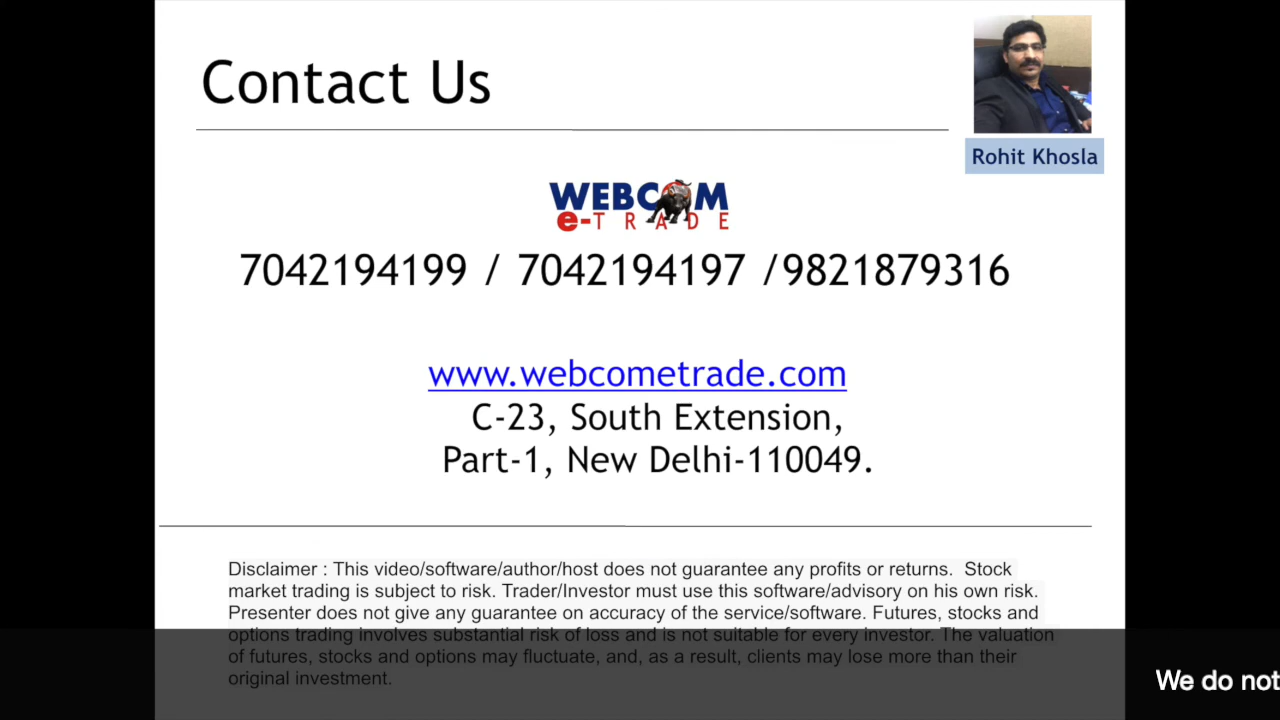 Contact Us
Rohit Khosla
WEBCOM
e-TRADE
7042194199 / 7042194197 /9821879316
www.webcometrade.com
C-23, South Extension,
Part-1, New Delhi-110049.
Disclaimer : This video/software/author/host does not guarantee any profits or returns.  Stock
market trading is subject to risk. Trader/Investor must use this software/advisory on his own risk.
Presenter does not give any guarantee on accuracy of the service/software. Futures, stocks and
options trading involves substantial risk of loss and is not suitable for every investor. The valuation
of futures, stocks and options may fluctuate, and, as a result, clients may lose more than their
original investment.
We do not